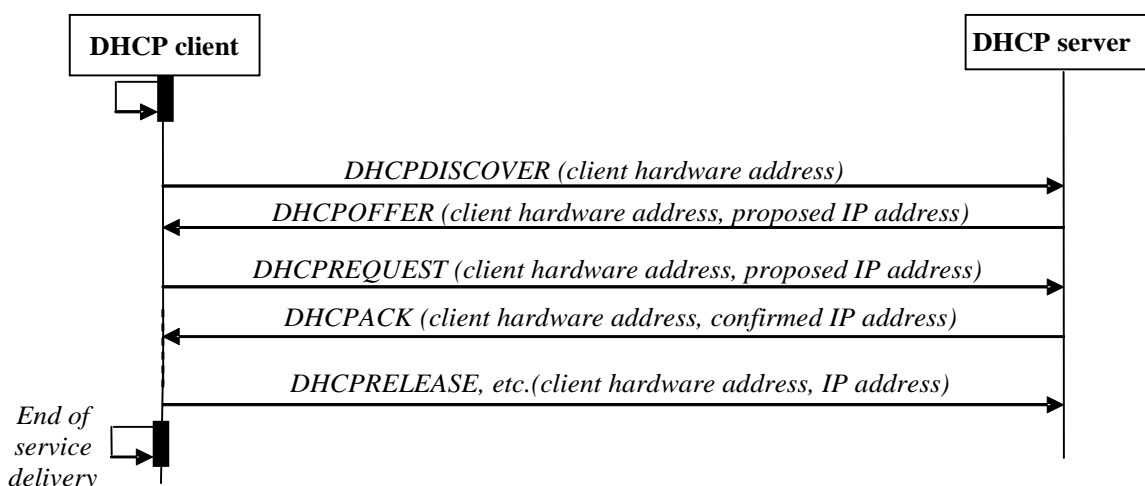 DHCP client
DHCP server
DHCPDISCOVER (client hardware address)
DHCPOFFER (client hardware address, proposed IP address)
DHCPREQUEST (client hardware address, proposed IP address)
DHCPACK (client hardware address, confirmed IP address)
DHCPRELEASE, etc.(client hardware address, IP address)
End of
service
delivery